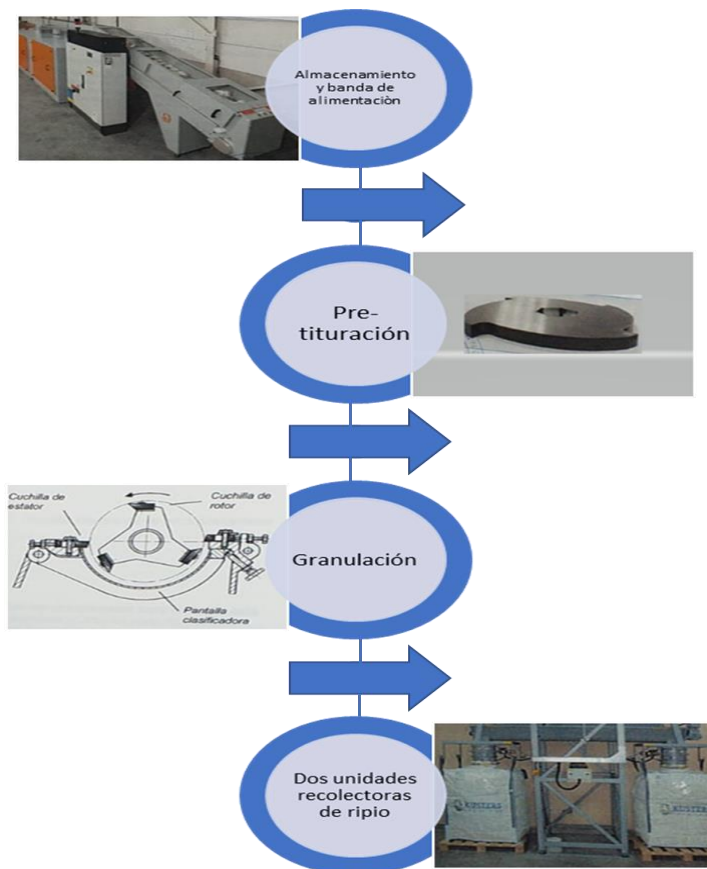 Almacenamiento
y banda de
alimentaciòn
Pre-
tituración
Cuchilla de
estator
Cuchilla de
rotor
Pantalla
clasificadora
Granulación
Dos unidades
recolectoras
de ripio